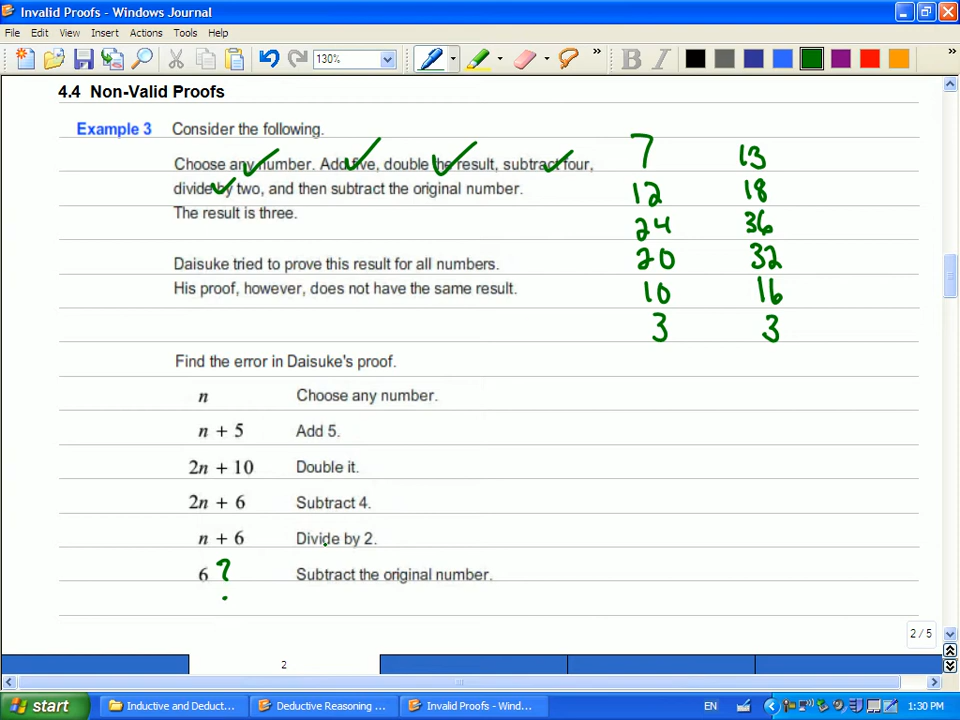 Invalid Proofs - Windows Journal
File Edit View Insert Actions Tools Help
130%
4.4 Non-Valid Proofs
Example 3 Consider the following.
Choose any number. Add five, double the result, subtract four,
divide by two, and then subtract the original number.
The result is three.
7 13
12 18
24 36
20 32
10 16
3 3
Daisuke tried to prove this result for all numbers.
His proof, however, does not have the same result.
Find the error in Daisuke's proof.
n Choose any number.
n + 5 Add 5.
2n + 10 Double it.
2n + 6 Subtract 4.
n + 6 Divide by 2.
6 ? Subtract the original number.
2 / 5
2
start Inductive and Deduct... Deductive Reasoning ... Invalid Proofs - Wind... EN 1:30 PM